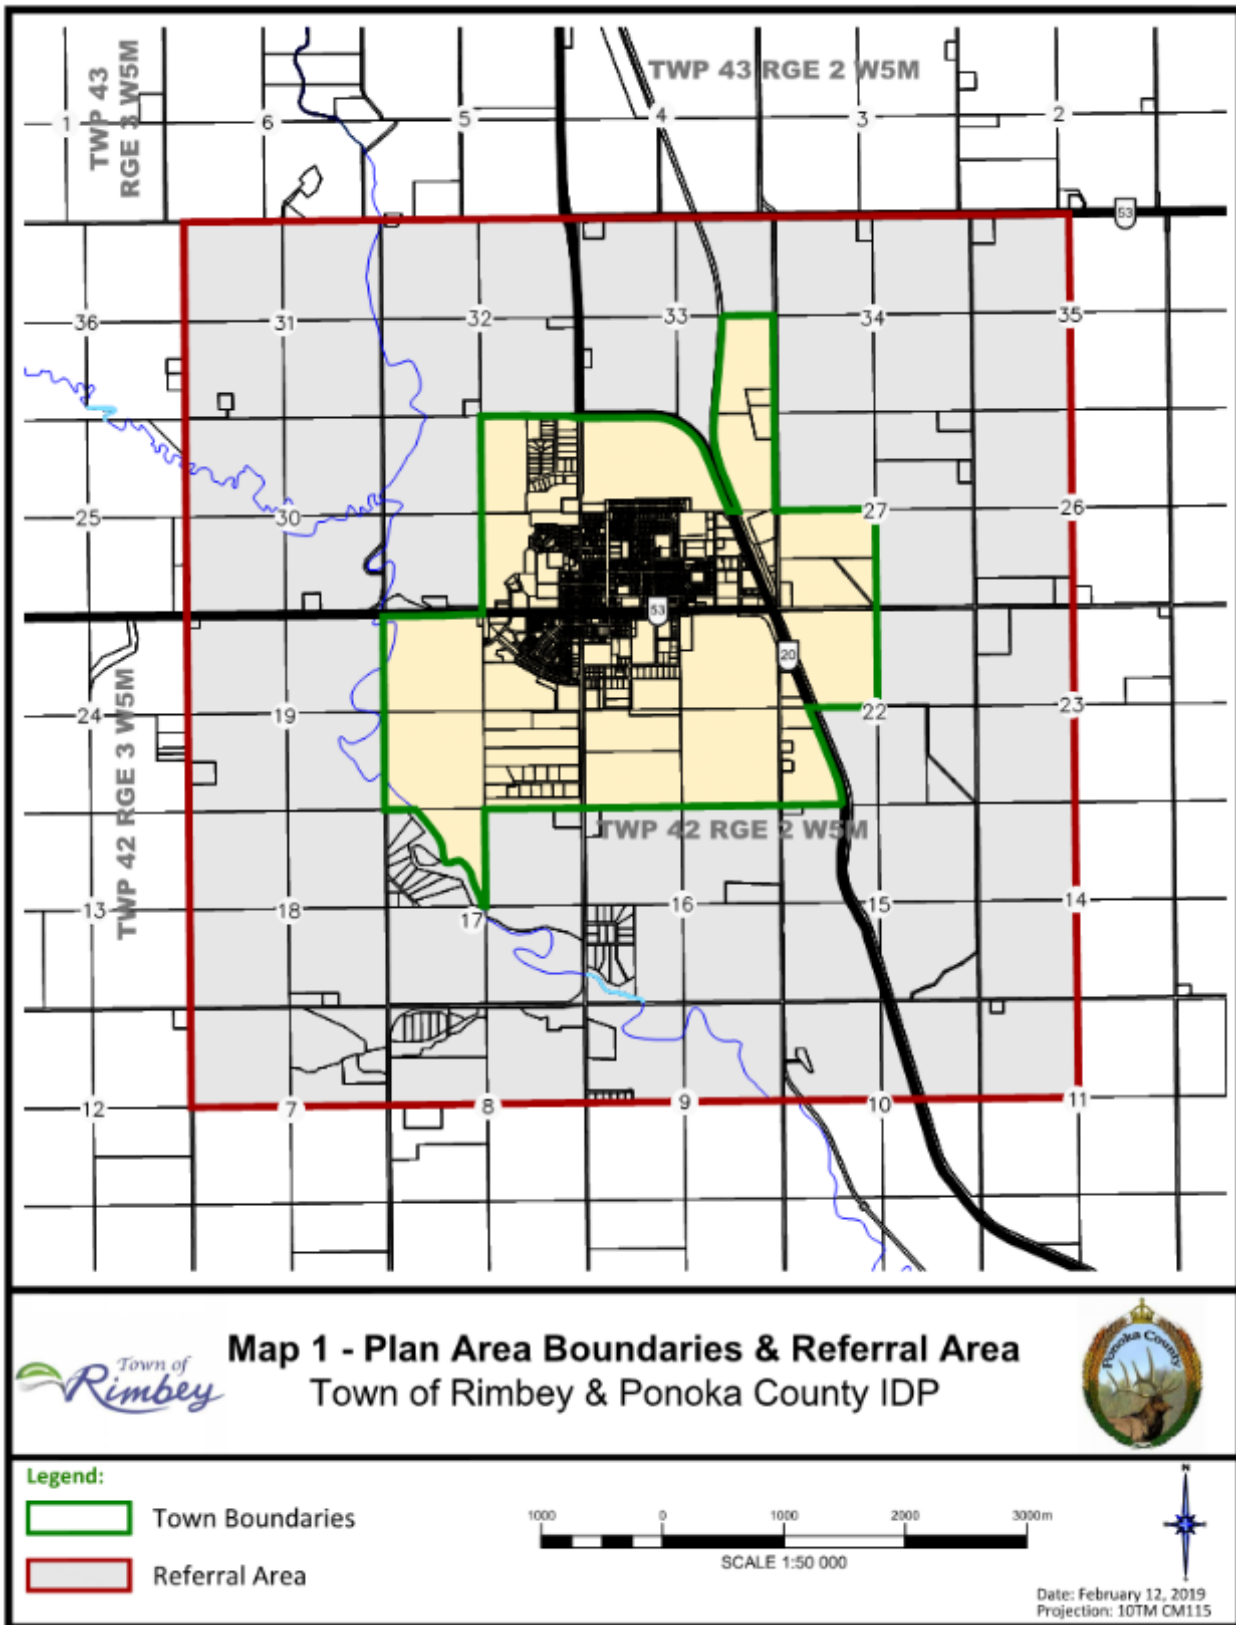 TWP 43
RGE 3 W5M
TWP 43 RGE 2 W5M
1
6
5
4
3
2
53
36
31
32
33
34
35
25
30
27
26
53
20
24
19
22
23
TWP 42 RGE 3 W5M
TWP 42 RGE 2 W5M
13
18
17
16
15
14
12
7
8
9
10
11
Town of
Rimbey
Map 1 - Plan Area Boundaries & Referral Area
Town of Rimbey & Ponoka County IDP
Ponoka County
Legend:
Town Boundaries
Referral Area
1000 0 1000 2000 3000m
SCALE 1:50 000
N
Date: February 12, 2019
Projection: 10TM CM115